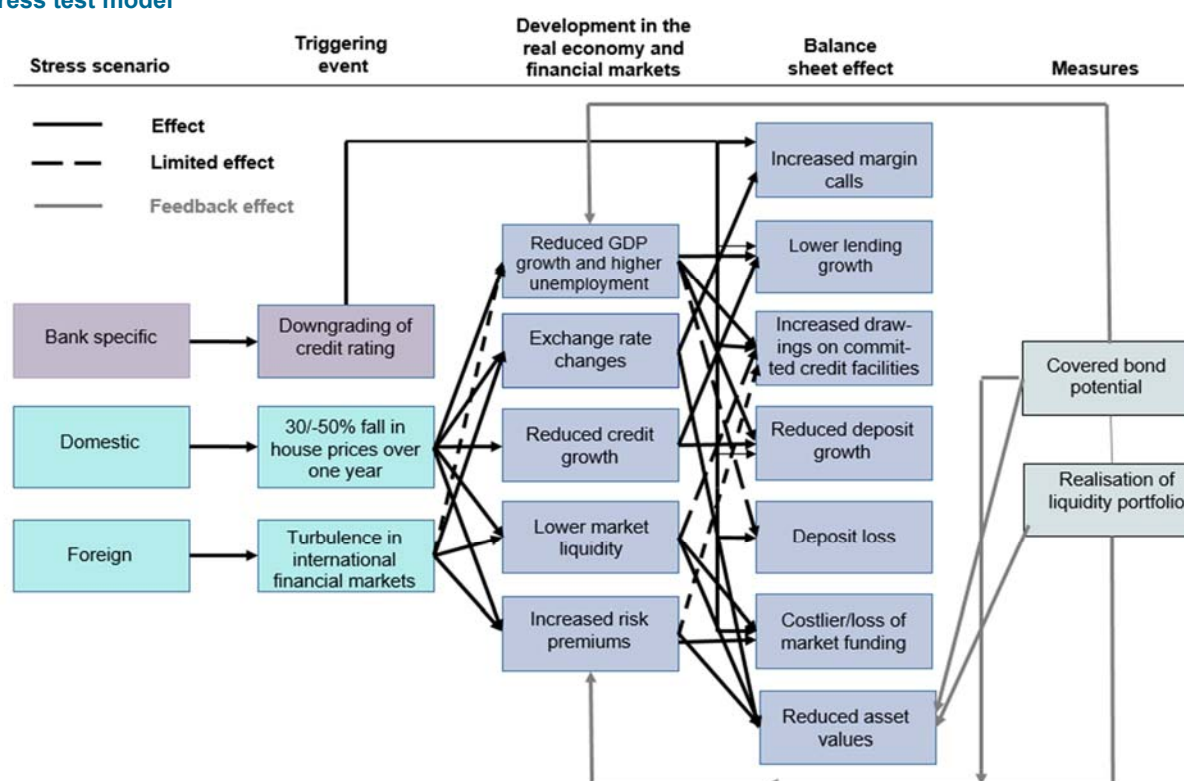 ress test model
Stress scenario
Triggering
event
Development in the
real economy and
financial markets
Balance
sheet effect
Measures
Effect
Limited effect
Feedback effect
Bank specific
Domestic
Foreign
Downgrading of
credit rating
30/-50% fall in
house prices over
one year
Turbulence in
international
financial markets
Reduced GDP
growth and higher
unemployment
Exchange rate
changes
Reduced credit
growth
Lower market
liquidity
Increased risk
premiums
Increased margin
calls
Lower lending
growth
Increased draw-
ings on commit-
ted credit facilities
Reduced deposit
growth
Deposit loss
Costlier/loss of
market funding
Reduced asset
values
Covered bond
potential
Realisation of
liquidity portfolio